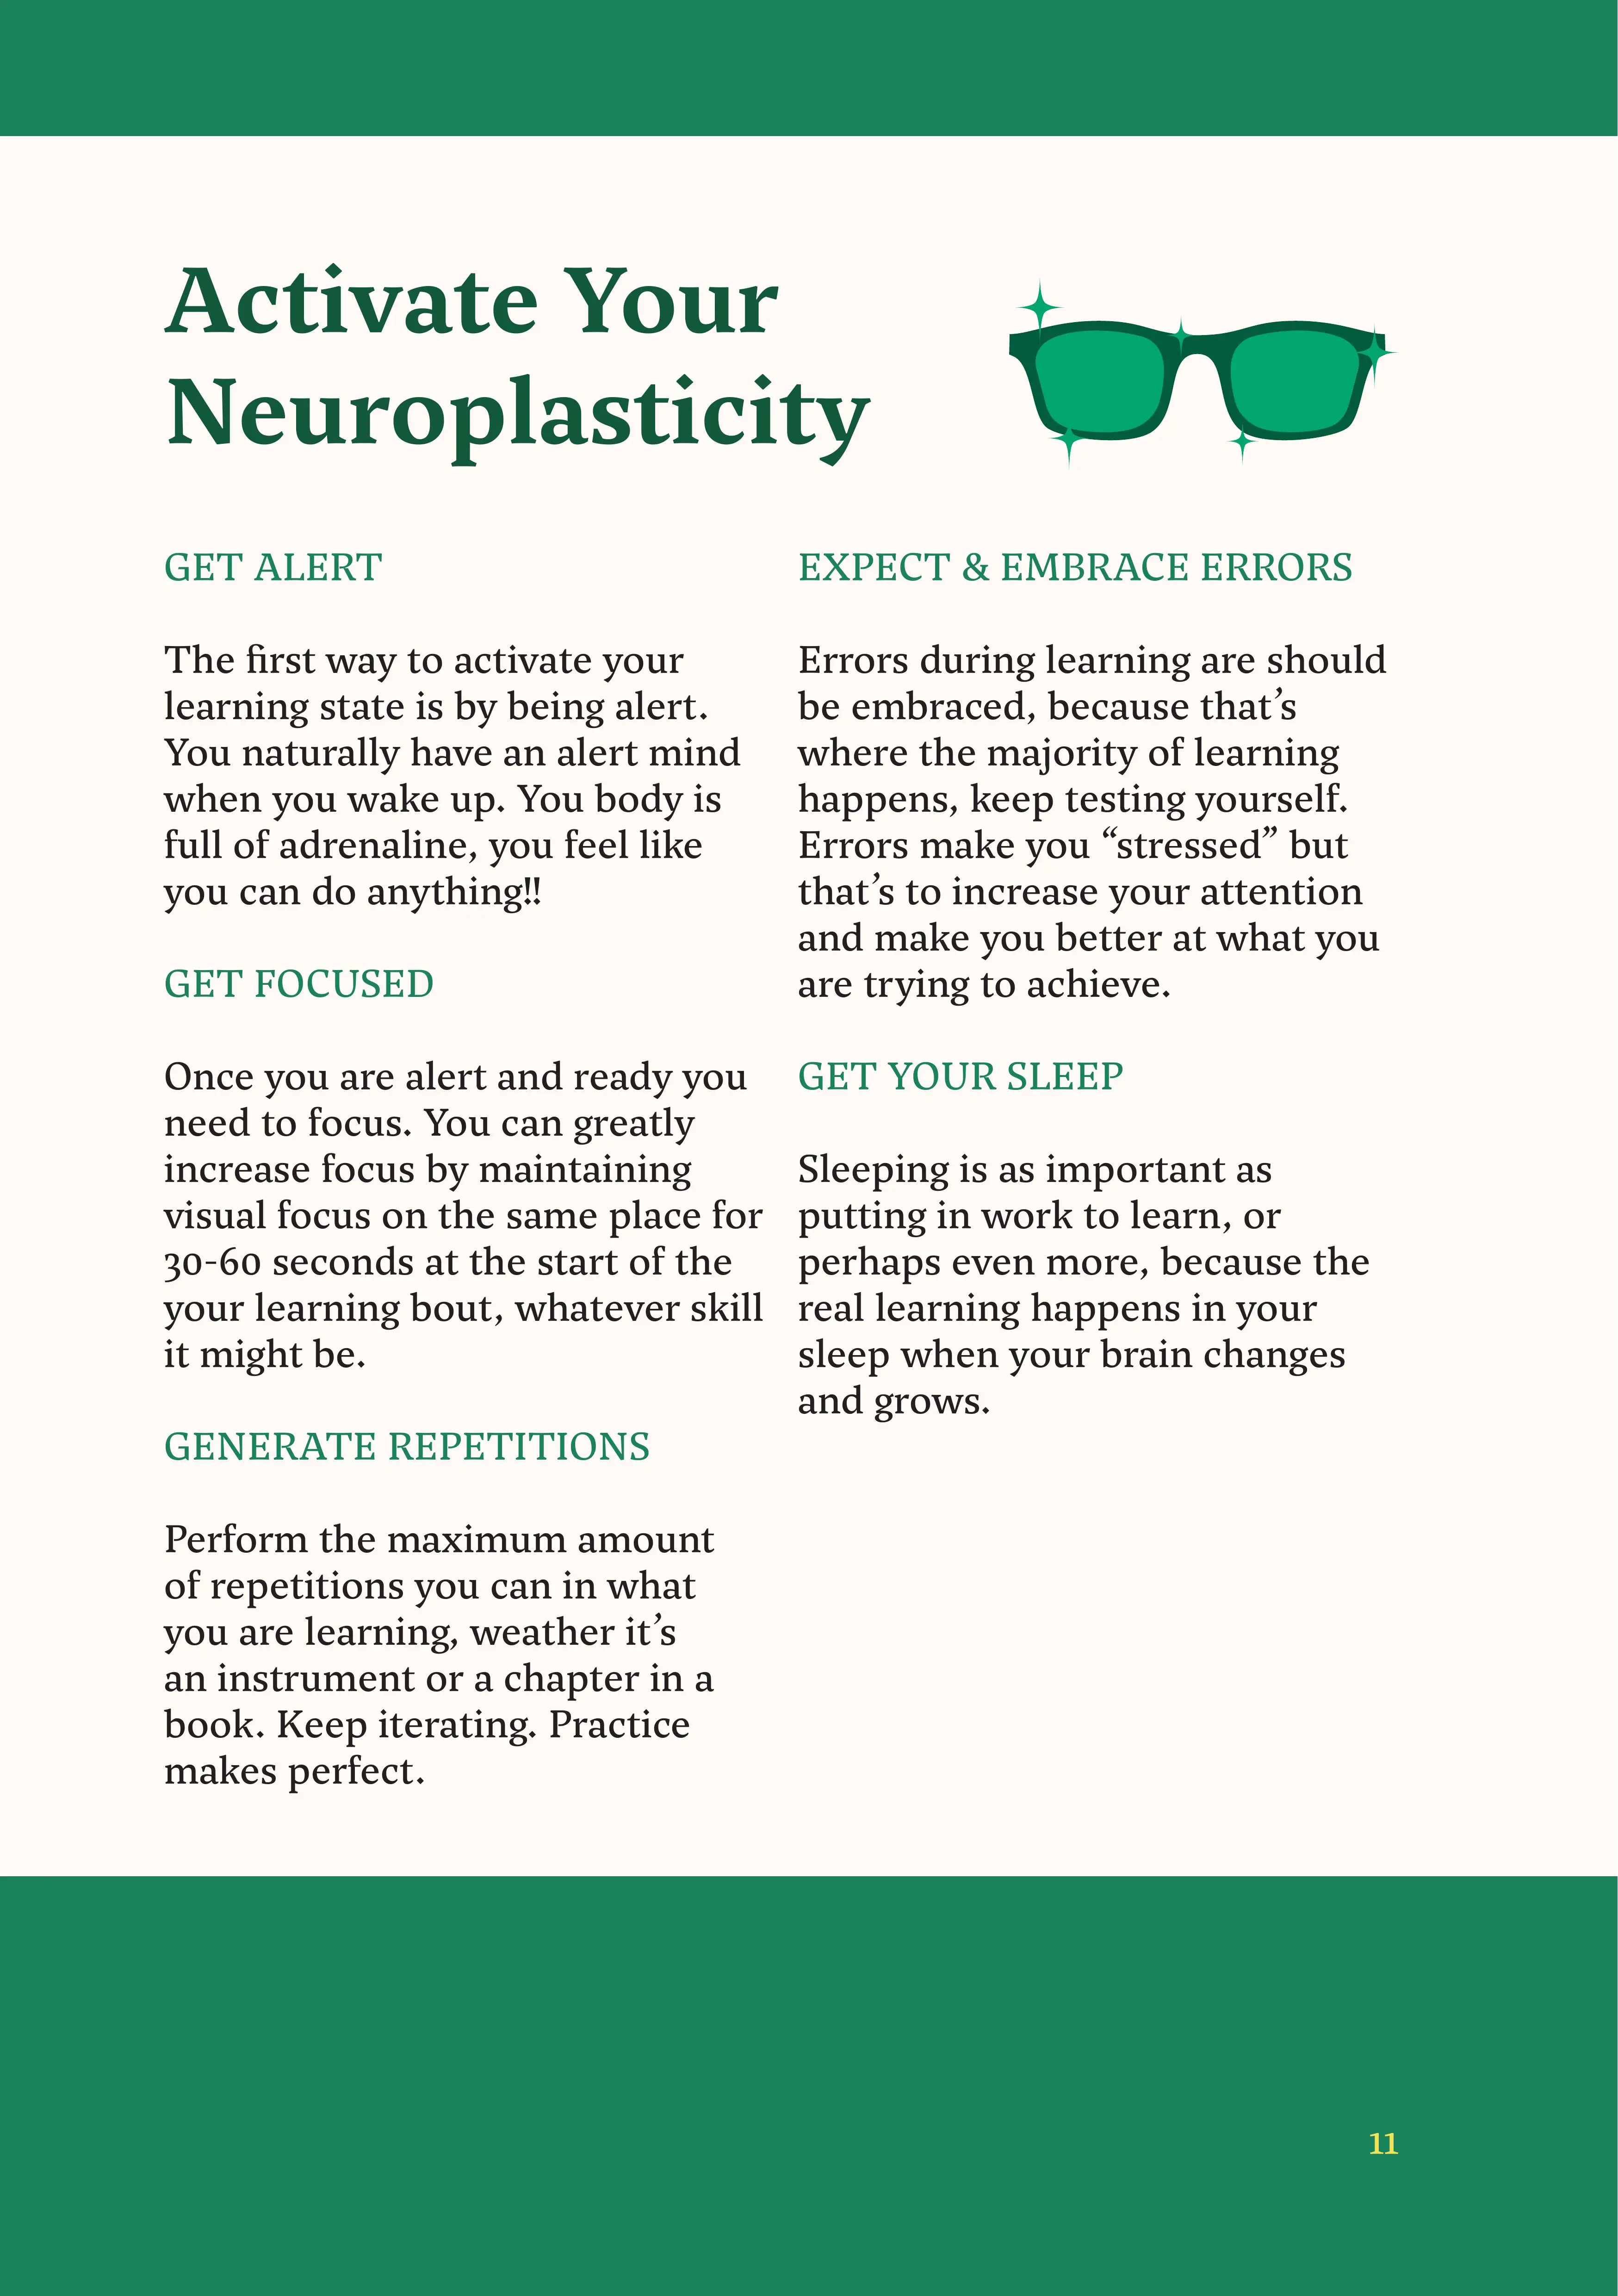 Activate Your
Neuroplasticity
GET ALERT
The first way to activate your
learning state is by being alert.
You naturally have an alert mind
when you wake up. You body is
full of adrenaline, you feel like
you can do anything!!
GET FOCUSED
Once you are alert and ready you
need to focus. You can greatly
increase focus by maintaining
visual focus on the same place for
30-60 seconds at the start of the
your learning bout, whatever skill
it might be.
GENERATE REPETITIONS
Perform the maximum amount
of repetitions you can in what
you are learning, weather it’s
an instrument or a chapter in a
book. Keep iterating. Practice
makes perfect.
EXPECT & EMBRACE ERRORS
Errors during learning are should
be embraced, because that’s
where the majority of learning
happens, keep testing yourself.
Errors make you “stressed” but
that’s to increase your attention
and make you better at what you
are trying to achieve.
GET YOUR SLEEP
Sleeping is as important as
putting in work to learn, or
perhaps even more, because the
real learning happens in your
sleep when your brain changes
and grows.
11